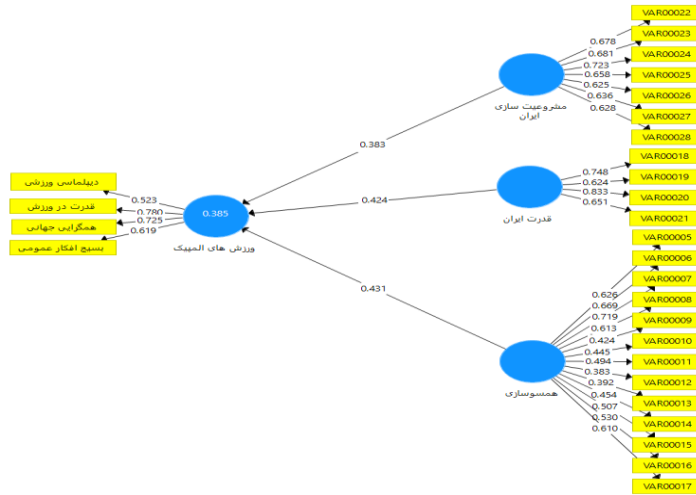 VAR00022
VAR00023
VAR00024
VAR00025
VAR00026
VAR00027
VAR00028
0.678
0.681
0.723
0.658
0.625
0.636
0.628
مشروعیت سازی
ایران
0.383
VAR00018
VAR00019
VAR00020
VAR00021
0.748
0.624
0.833
0.651
قدرت ایران
0.424
دیپلماسی ورزشی
قدرت در ورزش
همگرایی جهانی
بسیج افکار عمومی
0.523
0.780
0.725
0.619
0.385
ورزش های المپیک
0.431
VAR00005
VAR00006
VAR00007
VAR00008
VAR00009
VAR00010
VAR00011
VAR00012
VAR00013
VAR00014
VAR00015
VAR00016
VAR00017
0.626
0.669
0.719
0.613
0.424
0.445
0.494
0.383
0.392
0.454
0.507
0.530
0.610
همسوسازی